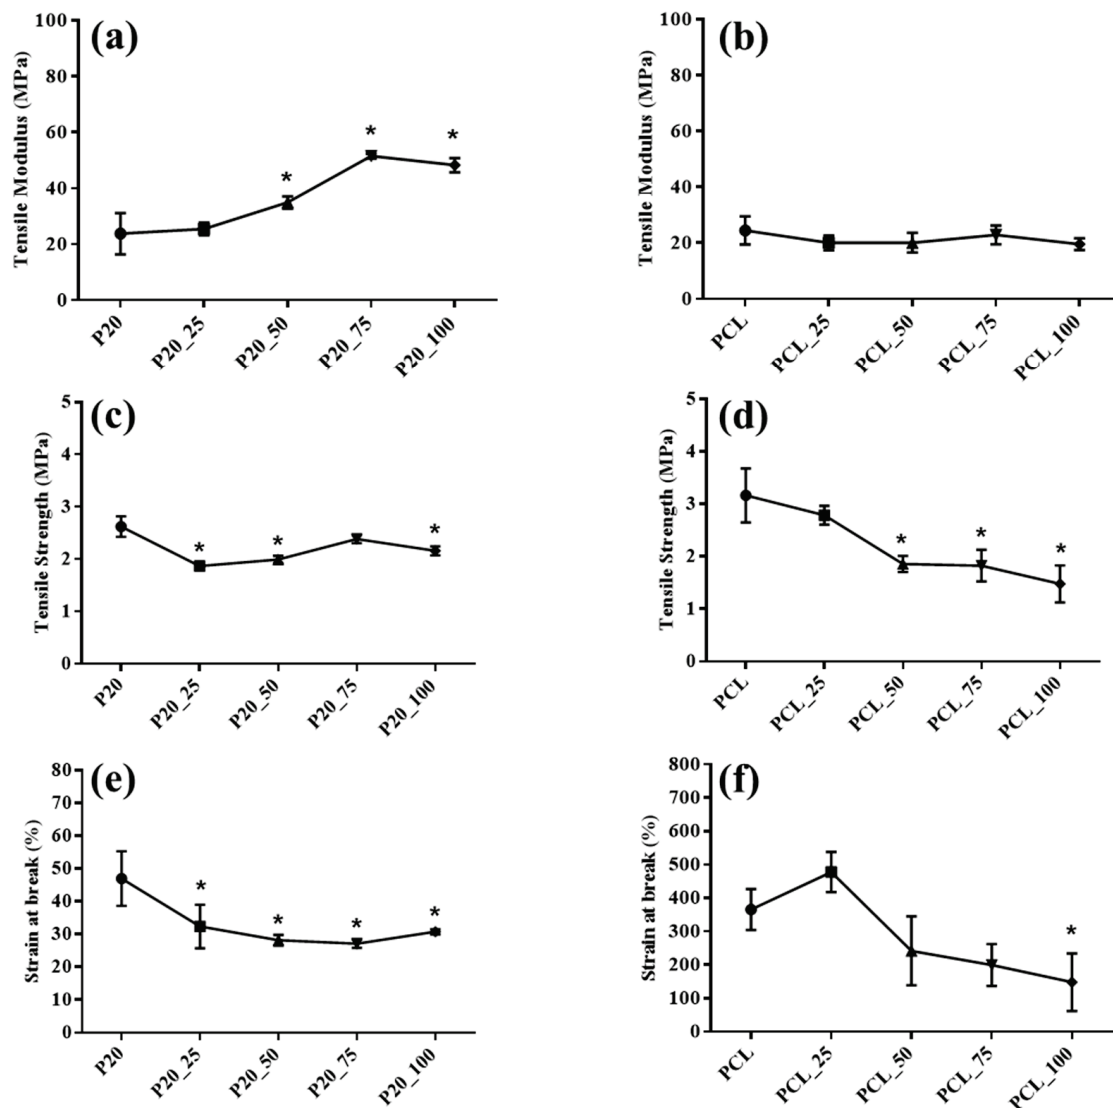 (a)
Tensile Modulus (MPa)
100
80
60
40
20
0
*
*
*
P20
P20_25
P20_50
P20_75
P20_100
(b)
Tensile Modulus (MPa)
100
80
60
40
20
0
PCL
PCL_25
PCL_50
PCL_75
PCL_100
(c)
Tensile Strength (MPa)
5
4
3
2
1
0
*
*
*
P20
P20_25
P20_50
P20_75
P20_100
(d)
Tensile Strength (MPa)
5
4
3
2
1
0
*
*
*
PCL
PCL_25
PCL_50
PCL_75
PCL_100
(e)
Strain at break (%)
80
70
60
50
40
30
20
10
0
*
*
*
*
P20
P20_25
P20_50
P20_75
P20_100
(f)
Strain at break (%)
800
700
600
500
400
300
200
100
0
*
PCL
PCL_25
PCL_50
PCL_75
PCL_100